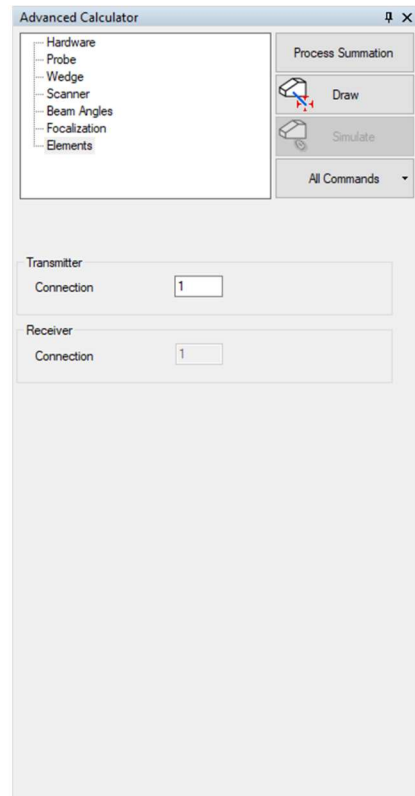 Advanced Calculator
Hardware
Probe
Wedge
Scanner
Beam Angles
Focalization
Elements
Process Summation
Draw
Simulate
All Commands
Transmitter
Connection 1
Receiver
Connection 1